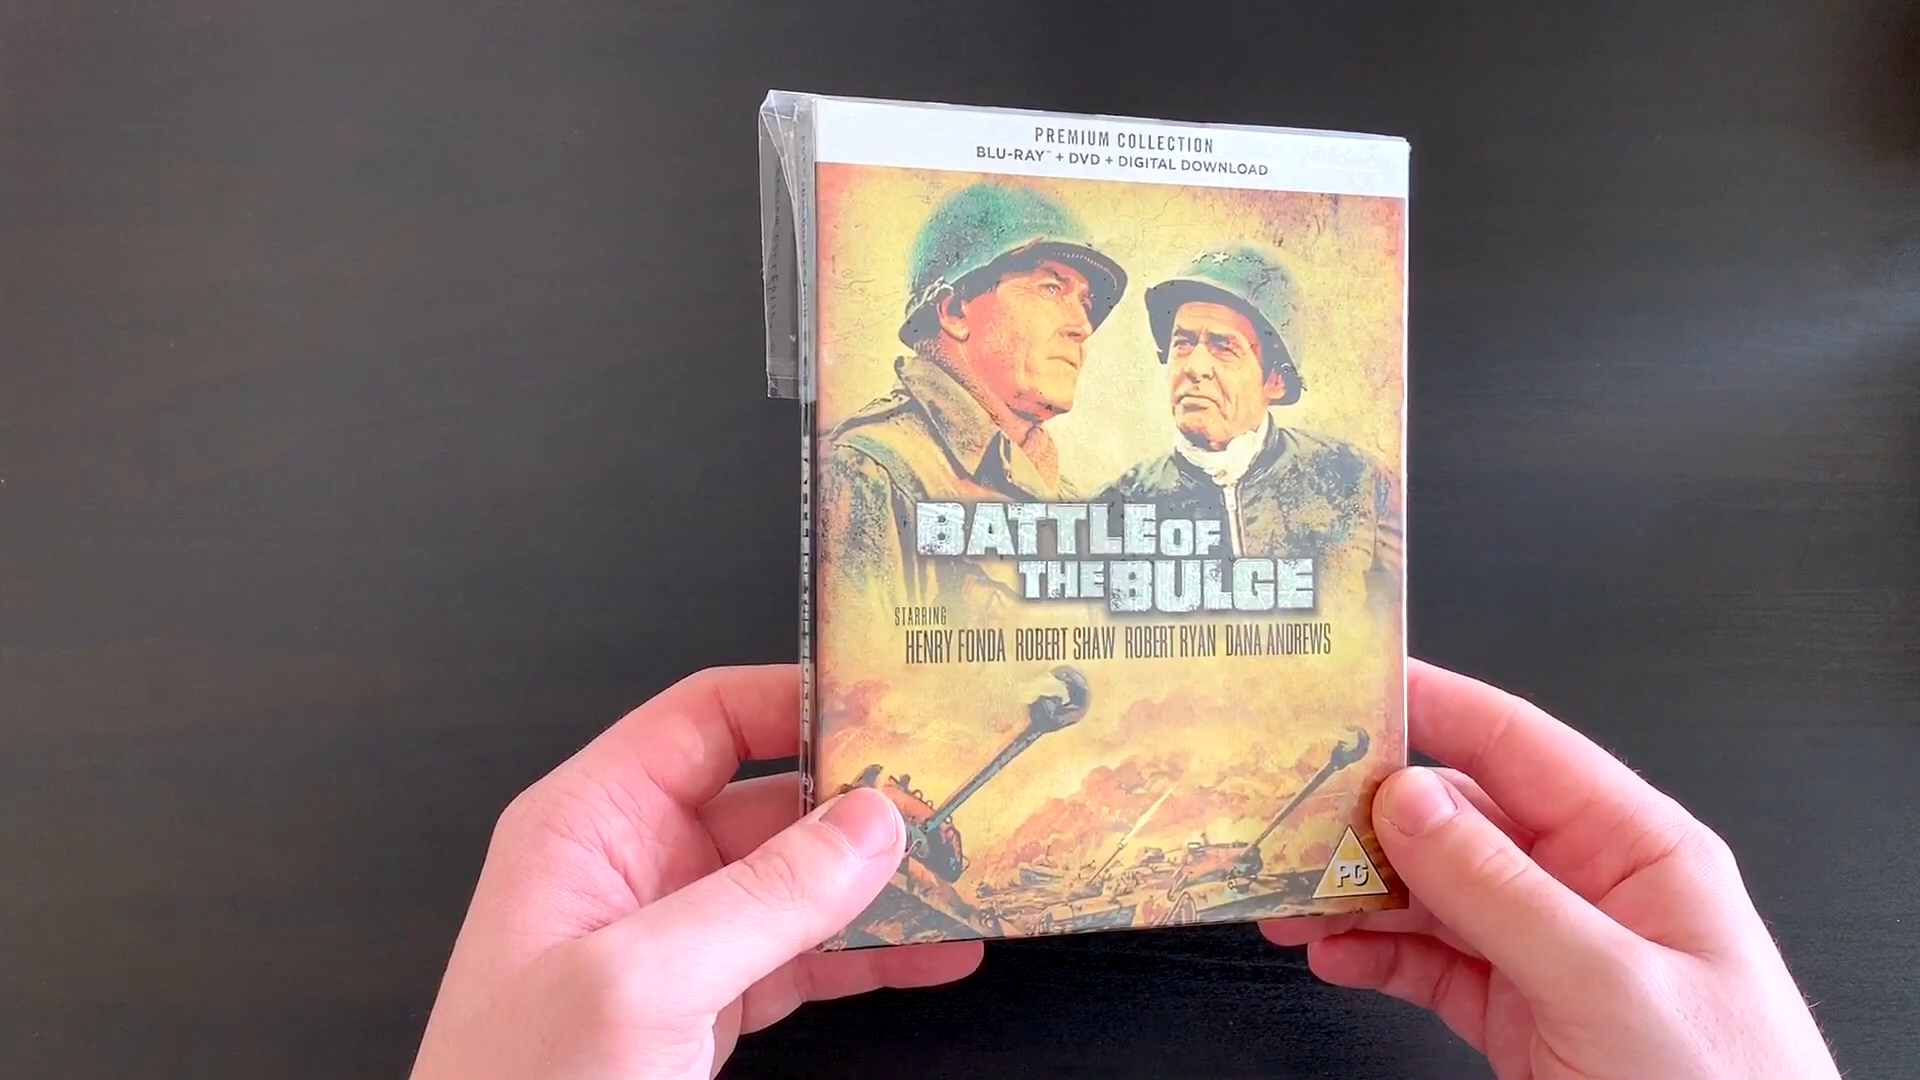 PREMIUM COLLECTION
BLU-RAY™ + DVD + DIGITAL DOWNLOAD
BATTLE OF
THE BULGE
STARRING
HENRY FONDA ROBERT SHAW ROBERT RYAN DANA ANDREWS
PG